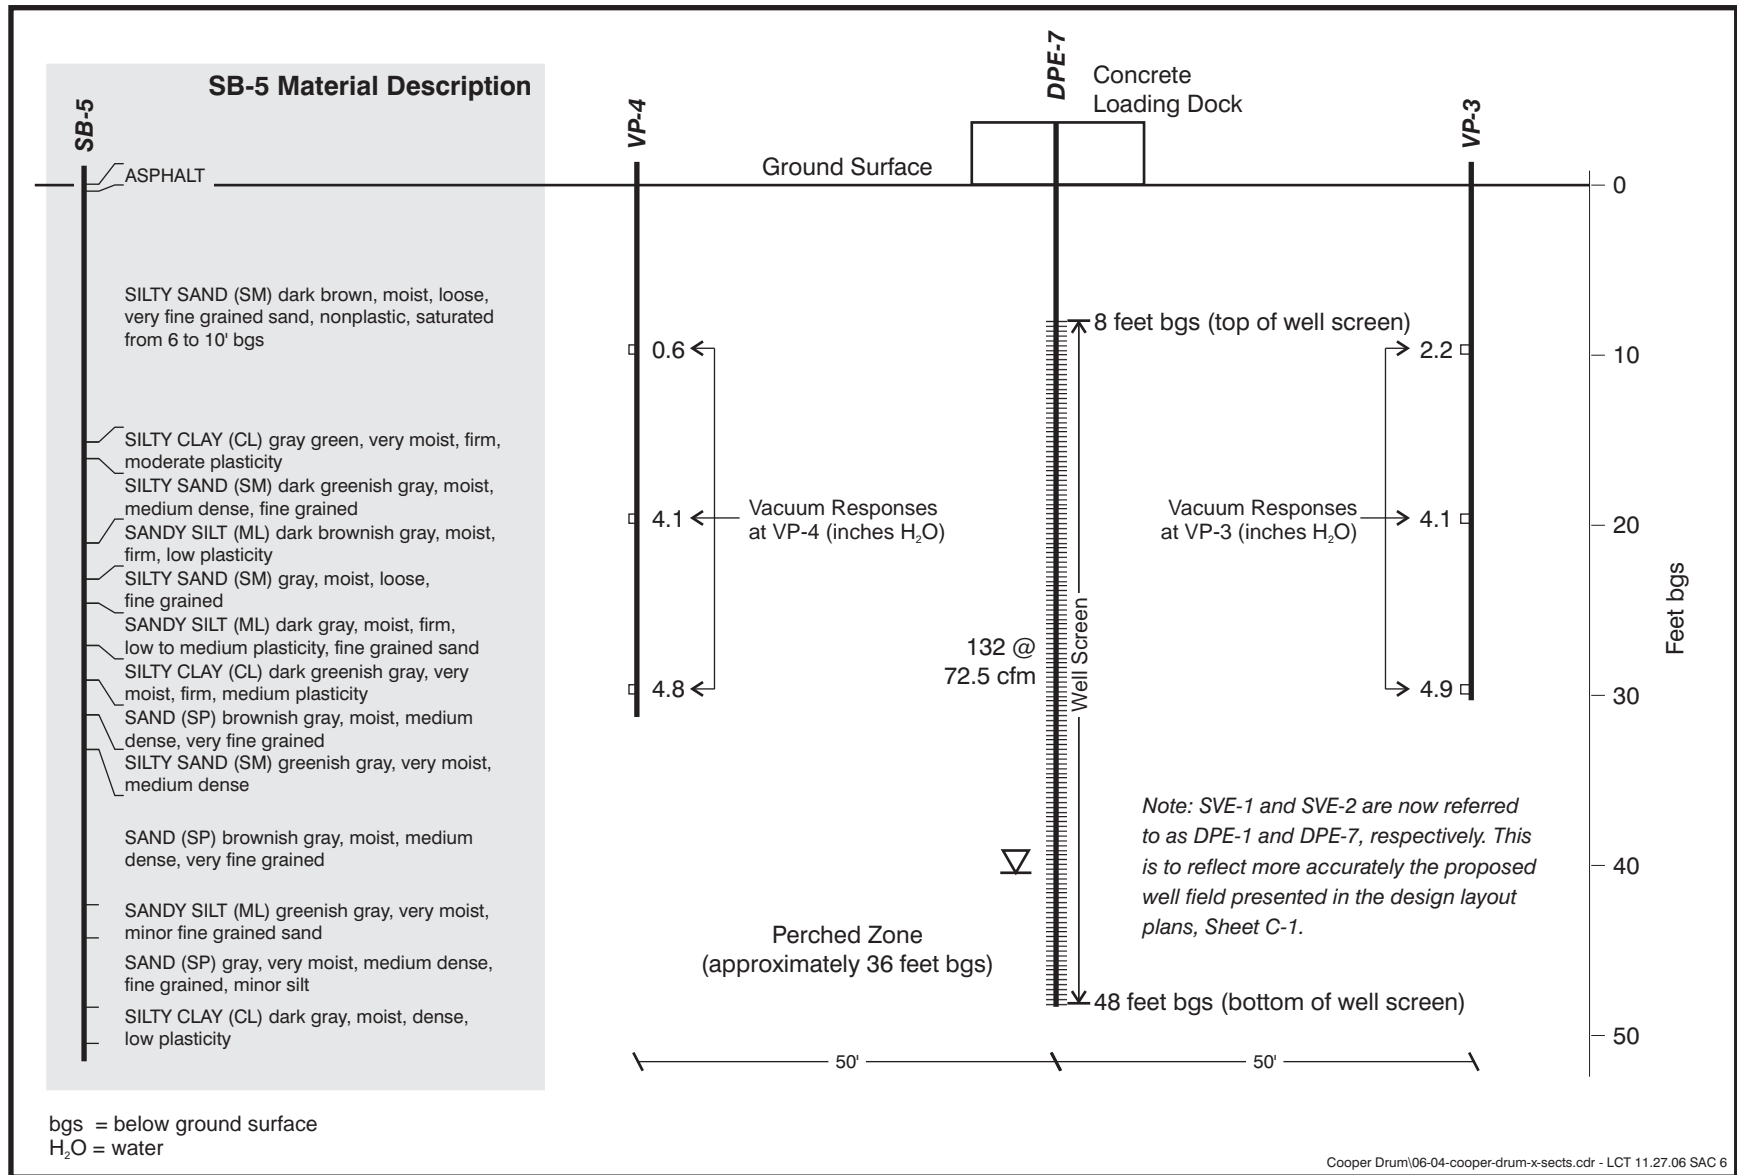 SB-5 Material Description
SB-5
ASPHALT
SILTY SAND (SM) dark brown, moist, loose,
very fine grained sand, nonplastic, saturated
from 6 to 10' bgs
SILTY CLAY (CL) gray green, very moist, firm,
moderate plasticity
SILTY SAND (SM) dark greenish gray, moist,
medium dense, fine grained
SANDY SILT (ML) dark brownish gray, moist,
firm, low plasticity
SILTY SAND (SM) gray, moist, loose,
fine grained
SANDY SILT (ML) dark gray, moist, firm,
low to medium plasticity, fine grained sand
SILTY CLAY (CL) dark greenish gray, very
moist, firm, medium plasticity
SAND (SP) brownish gray, moist, medium
dense, very fine grained
SILTY SAND (SM) greenish gray, very moist,
medium dense
SAND (SP) brownish gray, moist, medium
dense, very fine grained
SANDY SILT (ML) greenish gray, very moist,
minor fine grained sand
SAND (SP) gray, very moist, medium dense,
fine grained, minor silt
SILTY CLAY (CL) dark gray, moist, dense,
low plasticity
VP-4
Ground Surface
DPE-7
Concrete
Loading Dock
VP-3
0.6
4.1
4.8
Vacuum Responses
at VP-4 (inches H₂O)
8 feet bgs (top of well screen)
Well Screen
132 @
72.5 cfm
48 feet bgs (bottom of well screen)
Vacuum Responses
at VP-3 (inches H₂O)
2.2
4.1
4.9
Perched Zone
(approximately 36 feet bgs)
Note: SVE-1 and SVE-2 are now referred
to as DPE-1 and DPE-7, respectively. This
is to reflect more accurately the proposed
well field presented in the design layout
plans, Sheet C-1.
50'
50'
0
10
20
30
40
50
Feet bgs
bgs = below ground surface
H₂O = water
Cooper Drum\06-04-cooper-drum-x-sects.cdr - LCT 11.27.06 SAC 6